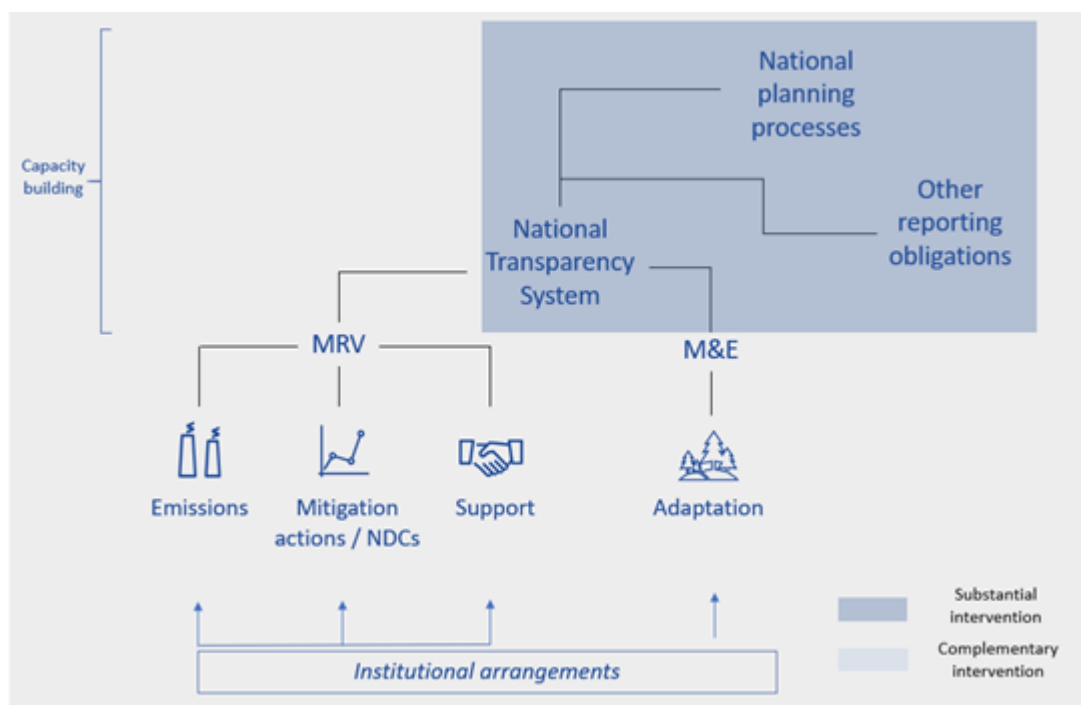 National
planning
processes
Capacity
building
Other
reporting
obligations
National
Transparency
System
MRV
M&E
Emissions
Mitigation
actions / NDCs
Support
Adaptation
Substantial
intervention
Complementary
intervention
Institutional arrangements